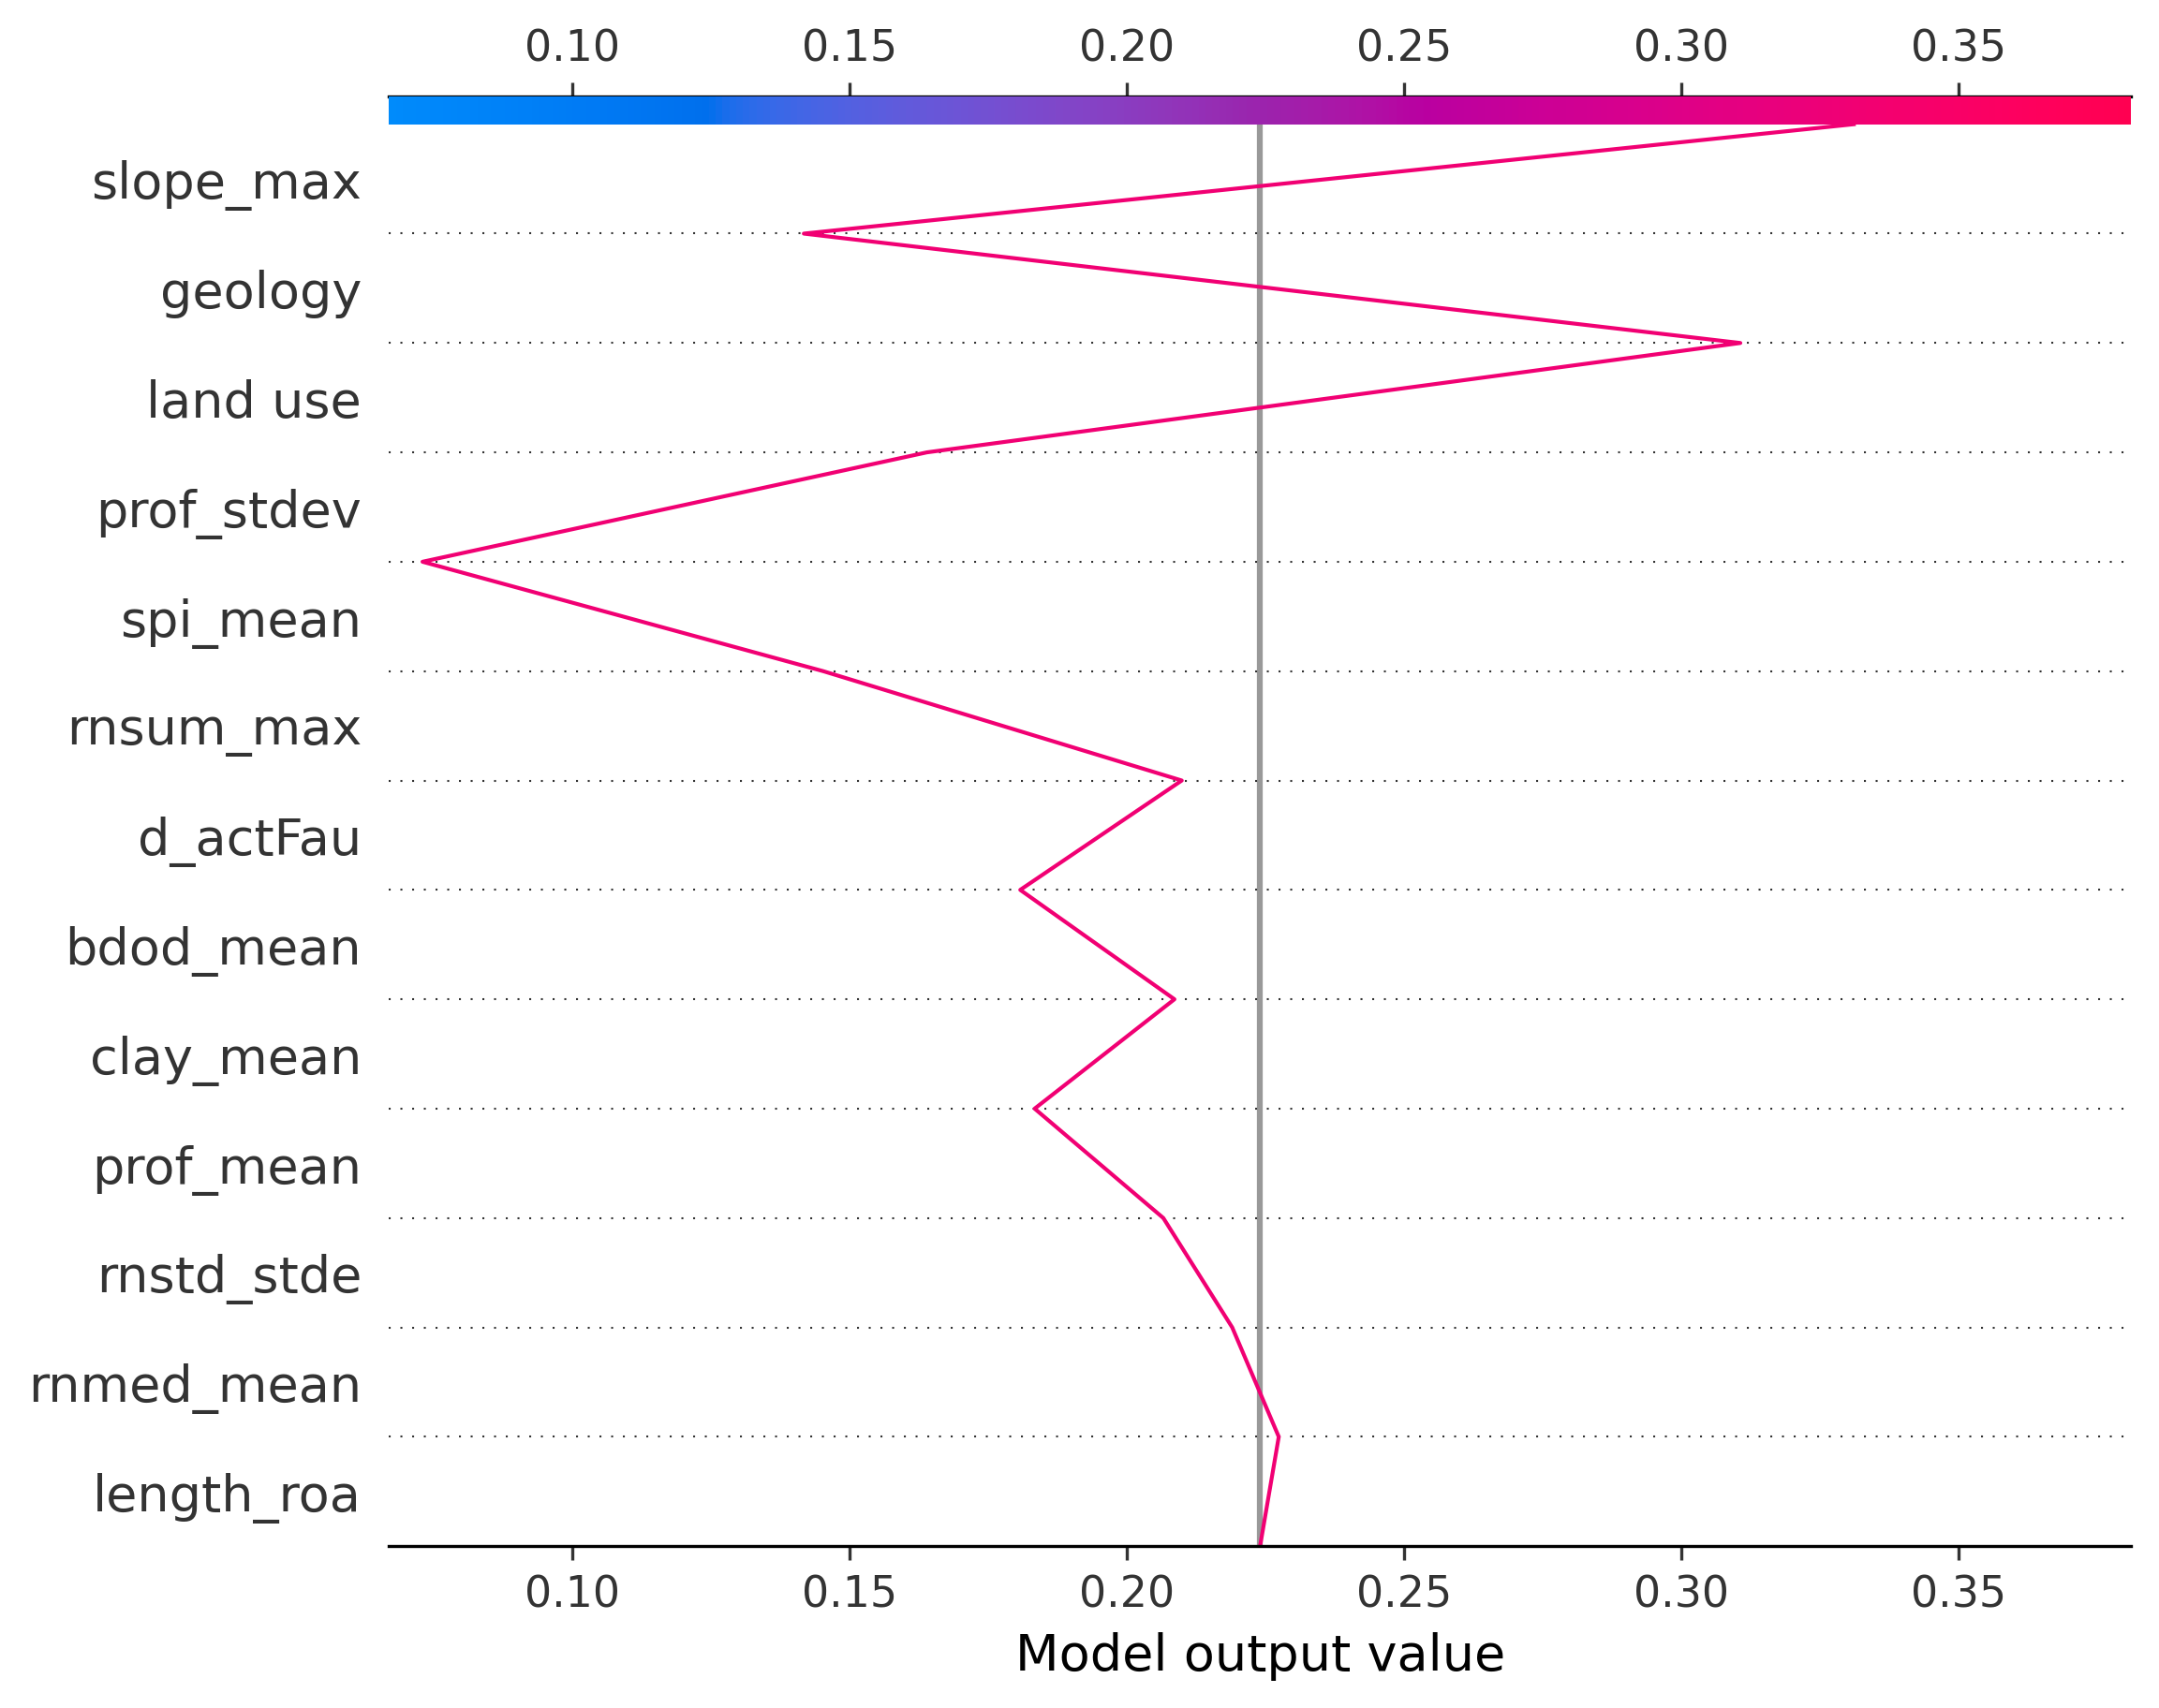 0.10 0.15 0.20 0.25 0.30 0.35
slope_max
geology
land use
prof_stdev
spi_mean
rnsum_max
d_actFau
bdod_mean
clay_mean
prof_mean
rnstd_stde
rnmed_mean
length_roa
0.10 0.15 0.20 0.25 0.30 0.35
Model output value